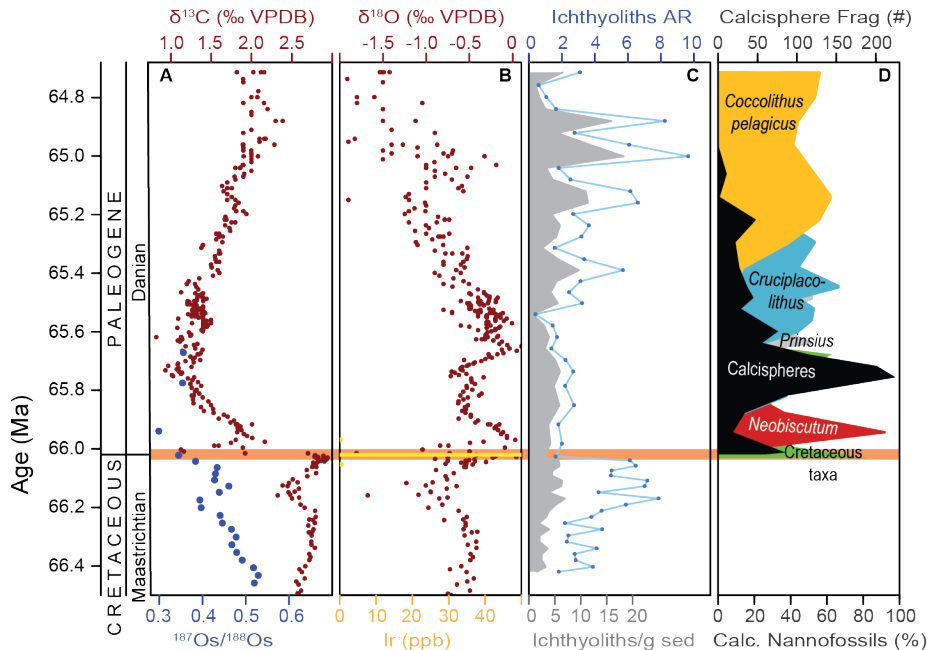 δ13C (‰ VPDB)
1.0 1.5 2.0 2.5
δ18O (‰ VPDB)
-1.5 -1.0 -0.5 0
Ichthyoliths AR
0 2 4 6 8 10
Calcisphere Frag (#)
0 50 100 150 200
A
B
C
D
Age (Ma)
64.8
65.0
65.2
65.4
65.6
65.8
66.0
66.2
66.4
PALEOGENE
Danian
CRETACEOUS
Maastrichtian
Coccolithus
pelagicus
Cruciplaco-
lithus
Prinsius
Calcispheres
Neobiscutum
Cretaceous
taxa
0.3 0.4 0.5 0.6
187Os/188Os
0 10 20 30 40
Ir (ppb)
0 5 10 15 20
Ichthyoliths/g sed
0 20 40 60 80 100
Calc. Nannofossils (%)